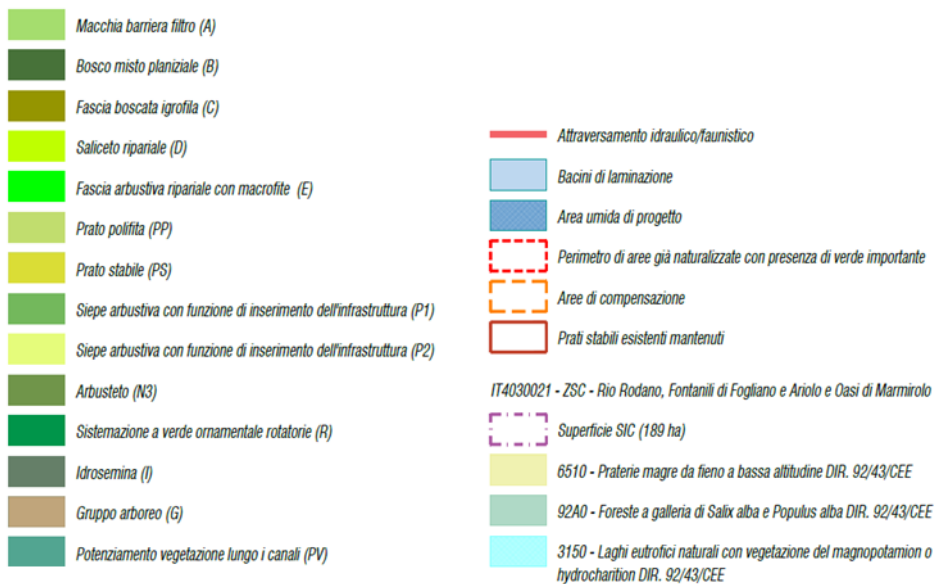 Macchia barriera filtro (A)
Bosco misto planiziale (B)
Fascia boscata igrofila (C)
Saliceto ripariale (D)
Fascia arbustiva ripariale con macrofite (E)
Prato polifita (PP)
Prato stabile (PS)
Siepe arbustiva con funzione di inserimento dell'infrastruttura (P1)
Siepe arbustiva con funzione di inserimento dell'infrastruttura (P2)
Arbusteto (N3)
Sistemazione a verde ornamentale rotatorie (R)
Idrosemina (I)
Gruppo arboreo (G)
Potenziamento vegetazione lungo i canali (PV)
Attraversamento idraulico/faunistico
Bacini di laminazione
Area umida di progetto
Perimetro di aree già naturalizzate con presenza di verde importante
Aree di compensazione
Prati stabili esistenti mantenuti
IT4030021 - ZSC - Rio Rodano, Fontanili di Fogliano e Ariolo e Oasi di Marmirolo
Superficie SIC (189 ha)
6510 - Praterie magre da fieno a bassa altitudine DIR. 92/43/CEE
92A0 - Foreste a galleria di Salix alba e Populus alba DIR. 92/43/CEE
3150 - Laghi eutrofici naturali con vegetazione del magnopotamion o
hydrocharition DIR. 92/43/CEE